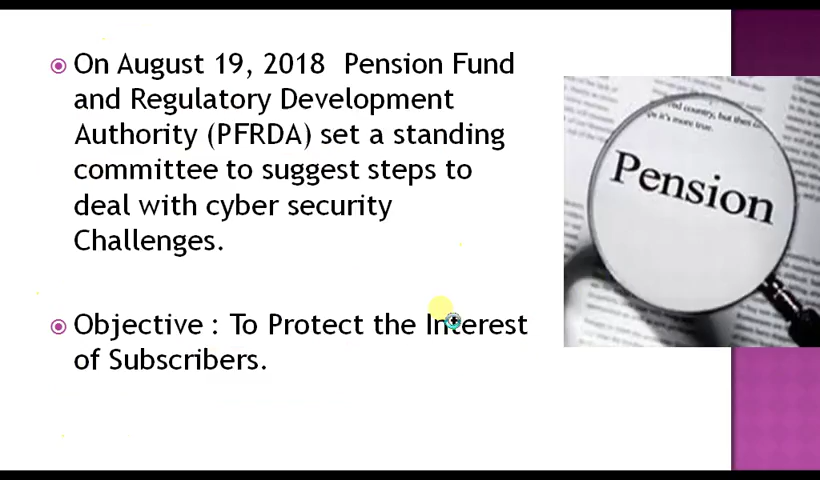 On August 19, 2018 Pension Fund
and Regulatory Development
Authority (PFRDA) set a standing
committee to suggest steps to
deal with cyber security
Challenges.
Objective : To Protect the Interest
of Subscribers.
Pension